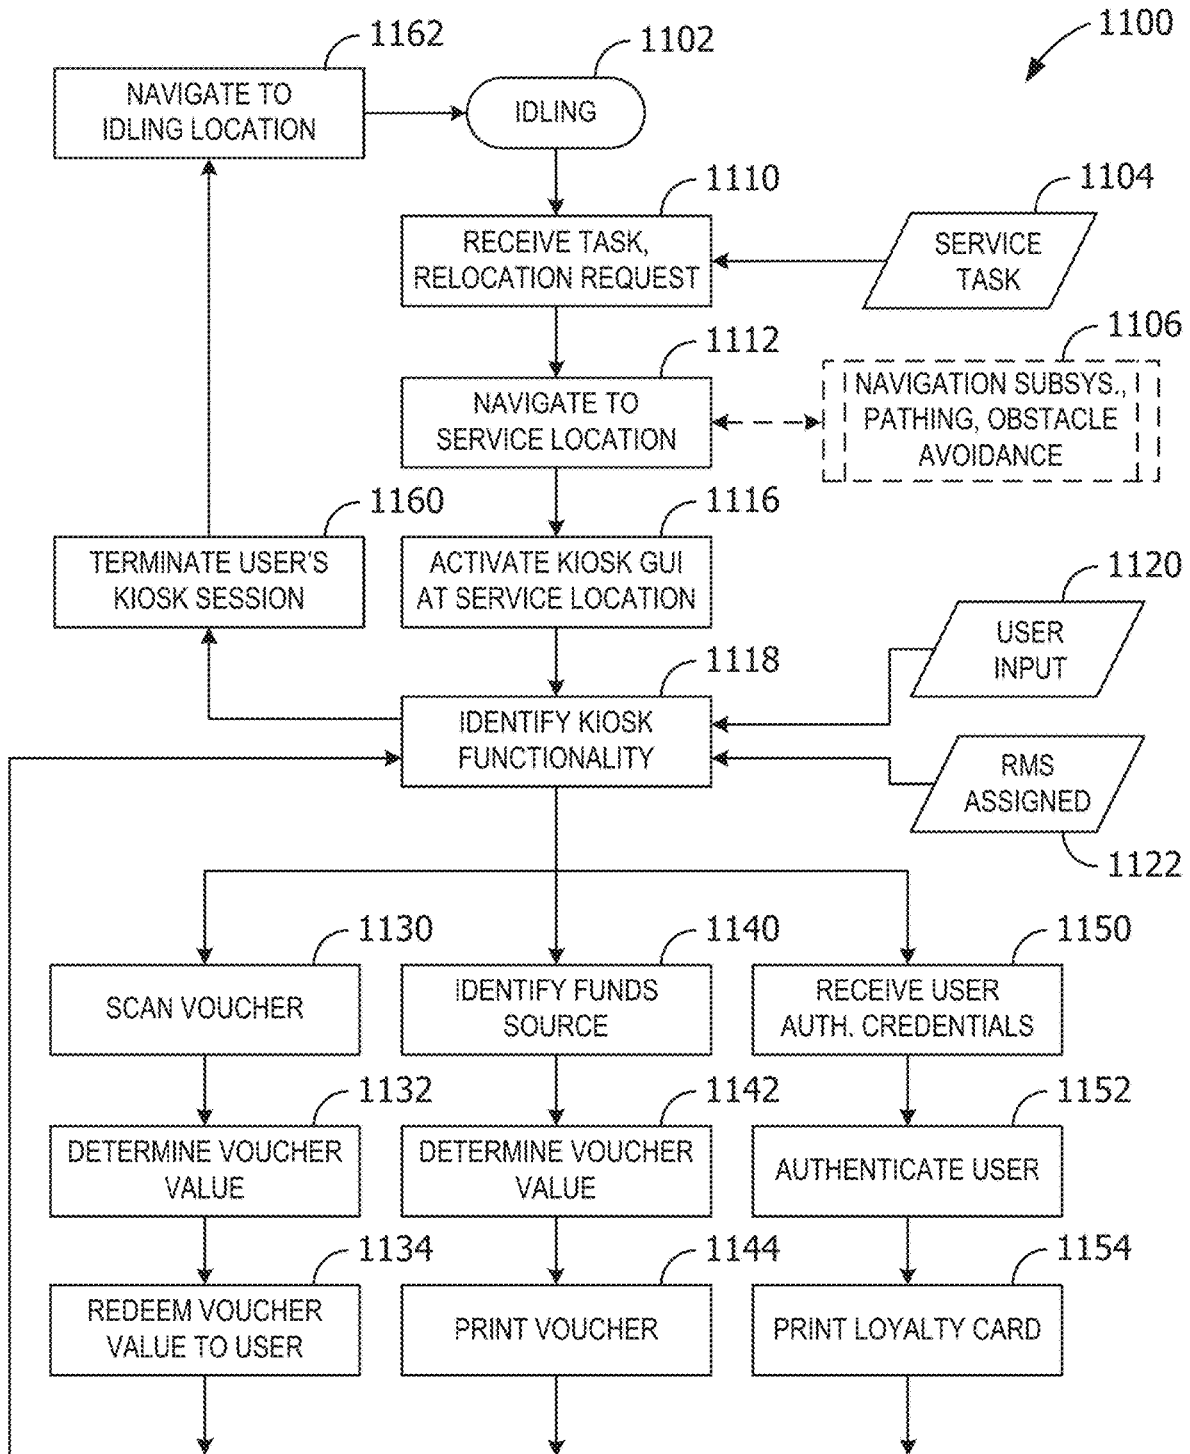 1162
1102
1100
NAVIGATE TO
IDLING LOCATION
IDLING
1110
1104
RECEIVE TASK,
RELOCATION REQUEST
SERVICE
TASK
1112
1106
NAVIGATE TO
SERVICE LOCATION
NAVIGATION SUBSYS.,
PATHING, OBSTACLE
AVOIDANCE
1160
1116
TERMINATE USER'S
KIOSK SESSION
ACTIVATE KIOSK GUI
AT SERVICE LOCATION
1120
USER
INPUT
1118
IDENTIFY KIOSK
FUNCTIONALITY
RMS
ASSIGNED
1122
1130
1140
1150
SCAN VOUCHER
IDENTIFY FUNDS
SOURCE
RECEIVE USER
AUTH. CREDENTIALS
1132
1142
1152
DETERMINE VOUCHER
VALUE
DETERMINE VOUCHER
VALUE
AUTHENTICATE USER
1134
1144
1154
REDEEM VOUCHER
VALUE TO USER
PRINT VOUCHER
PRINT LOYALTY CARD